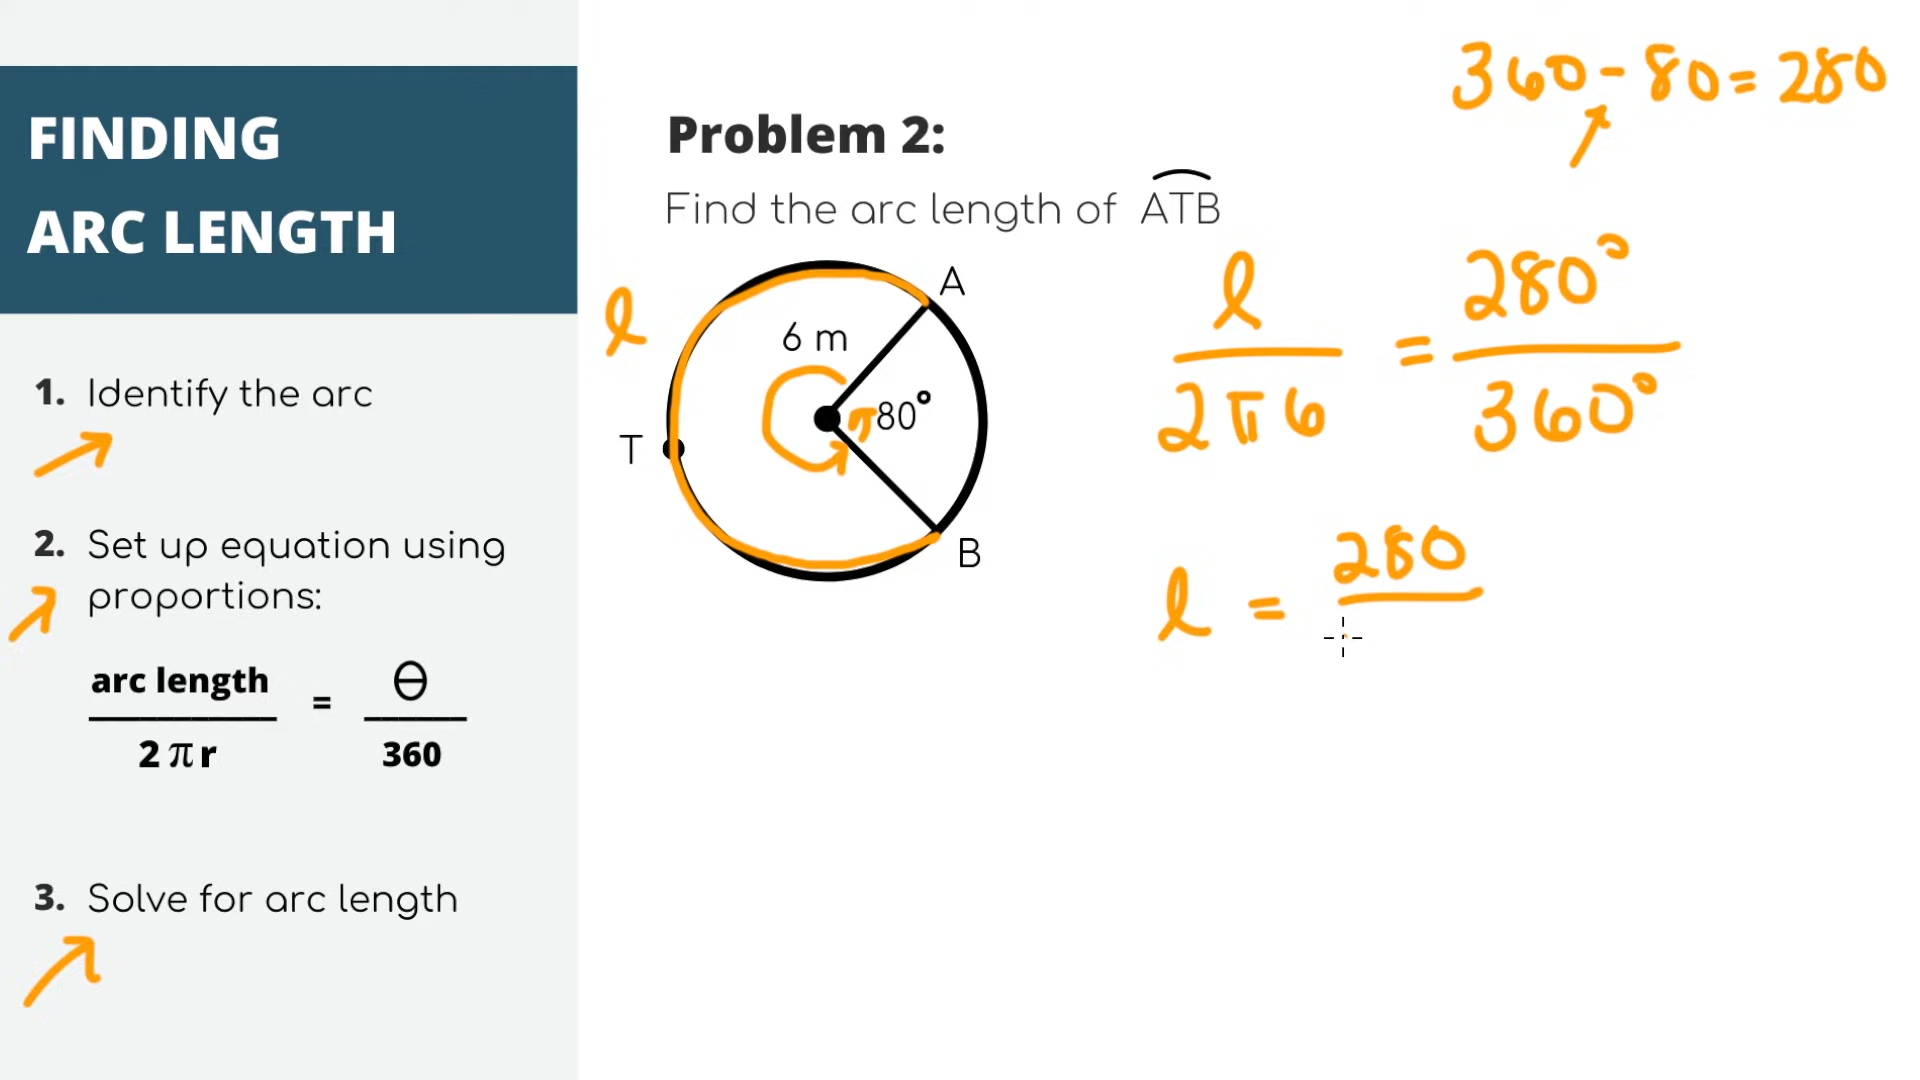 FINDING
ARC LENGTH
1. Identify the arc
2. Set up equation using
proportions:
arc length
2 π r
=
θ
360
3. Solve for arc length
Problem 2:
Find the arc length of ATB
A
6 m
80°
T
B
l
360 - 80 = 280
l
2π6
=
280°
360°
l = 280